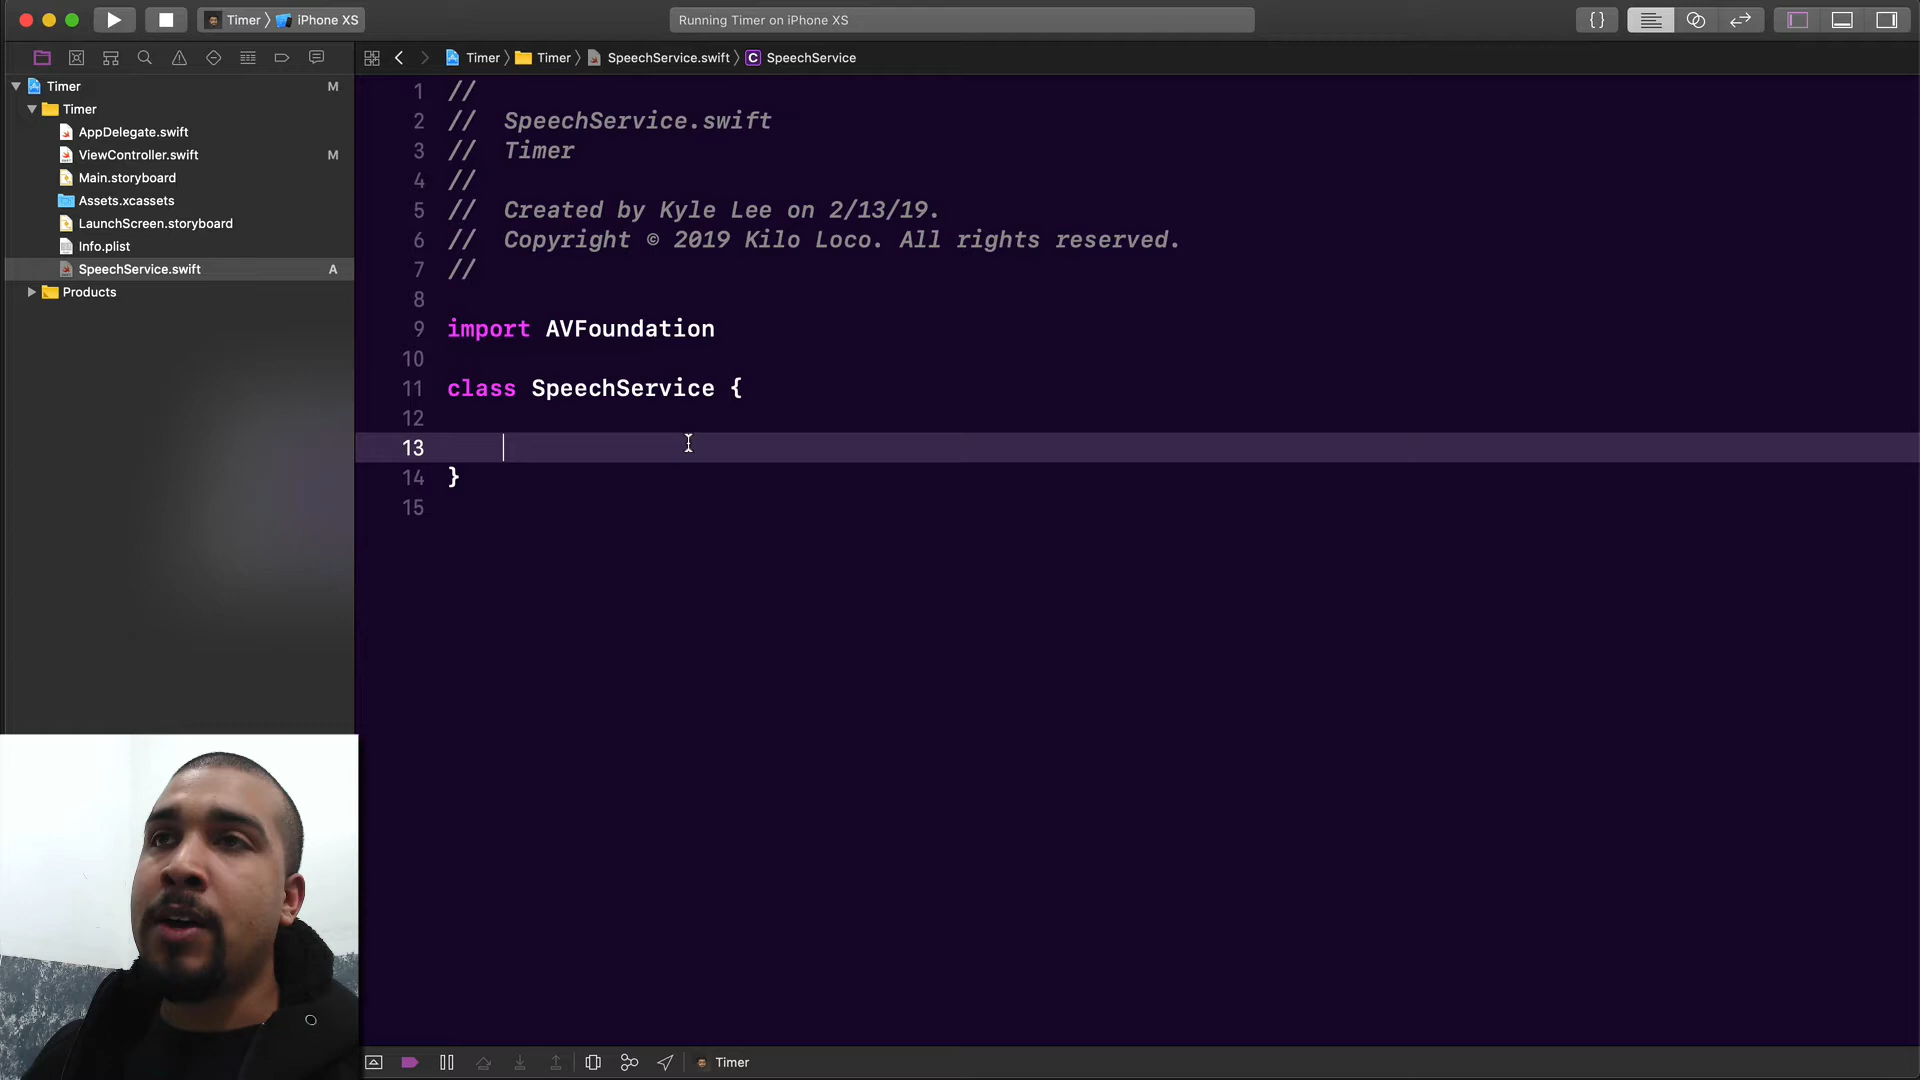 Timer 〉 iPhone XS
Running Timer on iPhone XS
{}
Timer 〉 Timer 〉 SpeechService.swift 〉 C SpeechService
Timer M
Timer
AppDelegate.swift
ViewController.swift M
Main.storyboard
Assets.xcassets
LaunchScreen.storyboard
Info.plist
SpeechService.swift A
Products
1 //
2 //  SpeechService.swift
3 //  Timer
4 //
5 //  Created by Kyle Lee on 2/13/19.
6 //  Copyright © 2019 Kilo Loco. All rights reserved.
7 //
8
9 import AVFoundation
10
11 class SpeechService {
12
13
14 }
15
Timer